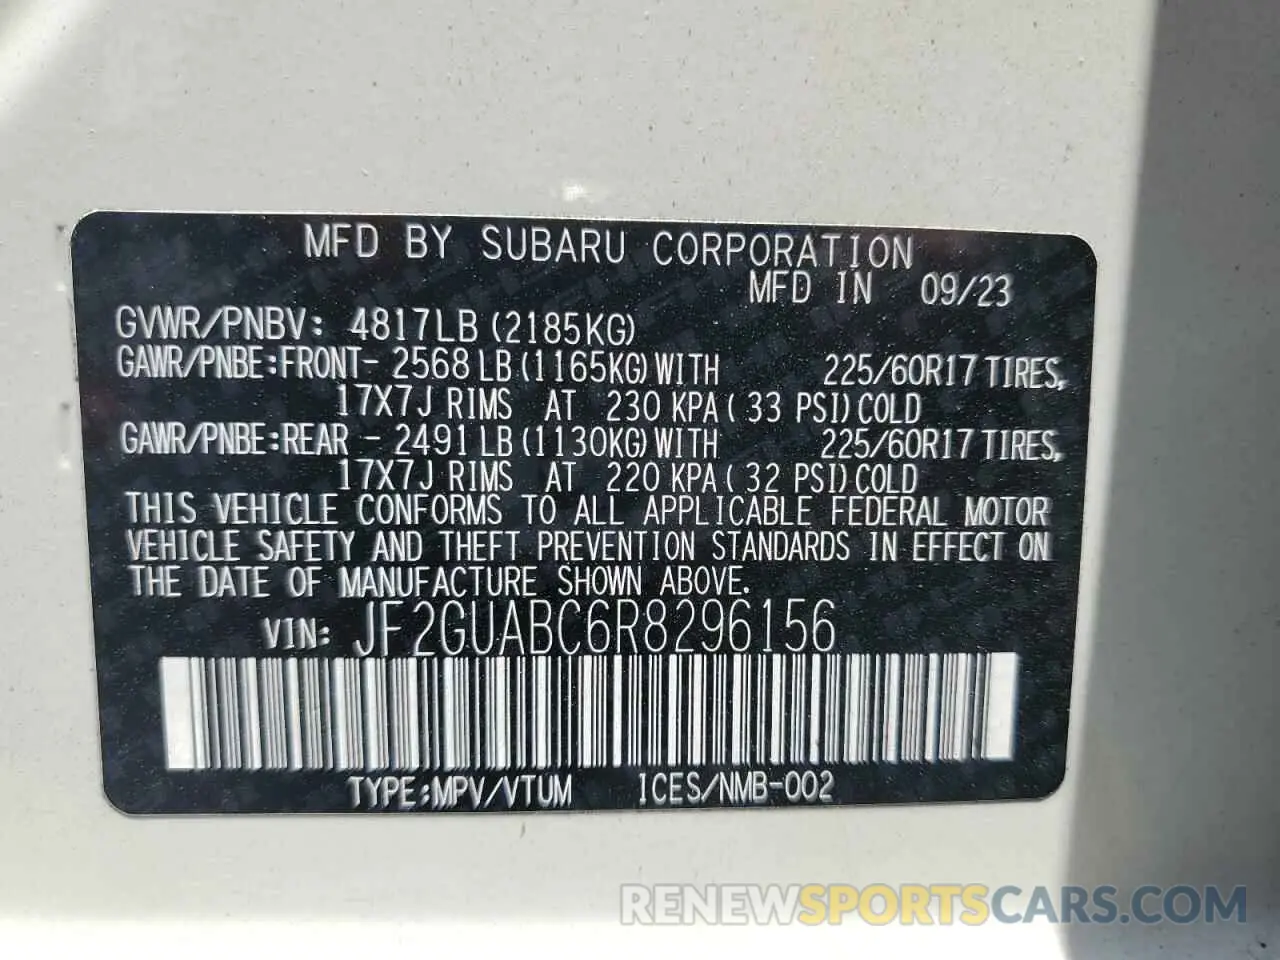 MFD BY SUBARU CORPORATION
MFD IN 09/23
GVWR/PNBV: 4817LB (2185KG)
GAWR/PNBE:FRONT- 2568 LB (1165KG) WITH 225/60R17 TIRES,
17X7J RIMS AT 230 KPA ( 33 PSI) COLD
GAWR/PNBE:REAR - 2491 LB (1130KG) WITH 225/60R17 TIRES,
17X7J RIMS AT 220 KPA ( 32 PSI) COLD
THIS VEHICLE CONFORMS TO ALL APPLICABLE FEDERAL MOTOR
VEHICLE SAFETY AND THEFT PREVENTION STANDARDS IN EFFECT ON
THE DATE OF MANUFACTURE SHOWN ABOVE.
VIN: JF2GUABC6R8296156
TYPE:MPV/VTUM ICES/NMB-002
RENEWSPORTSCARS.COM